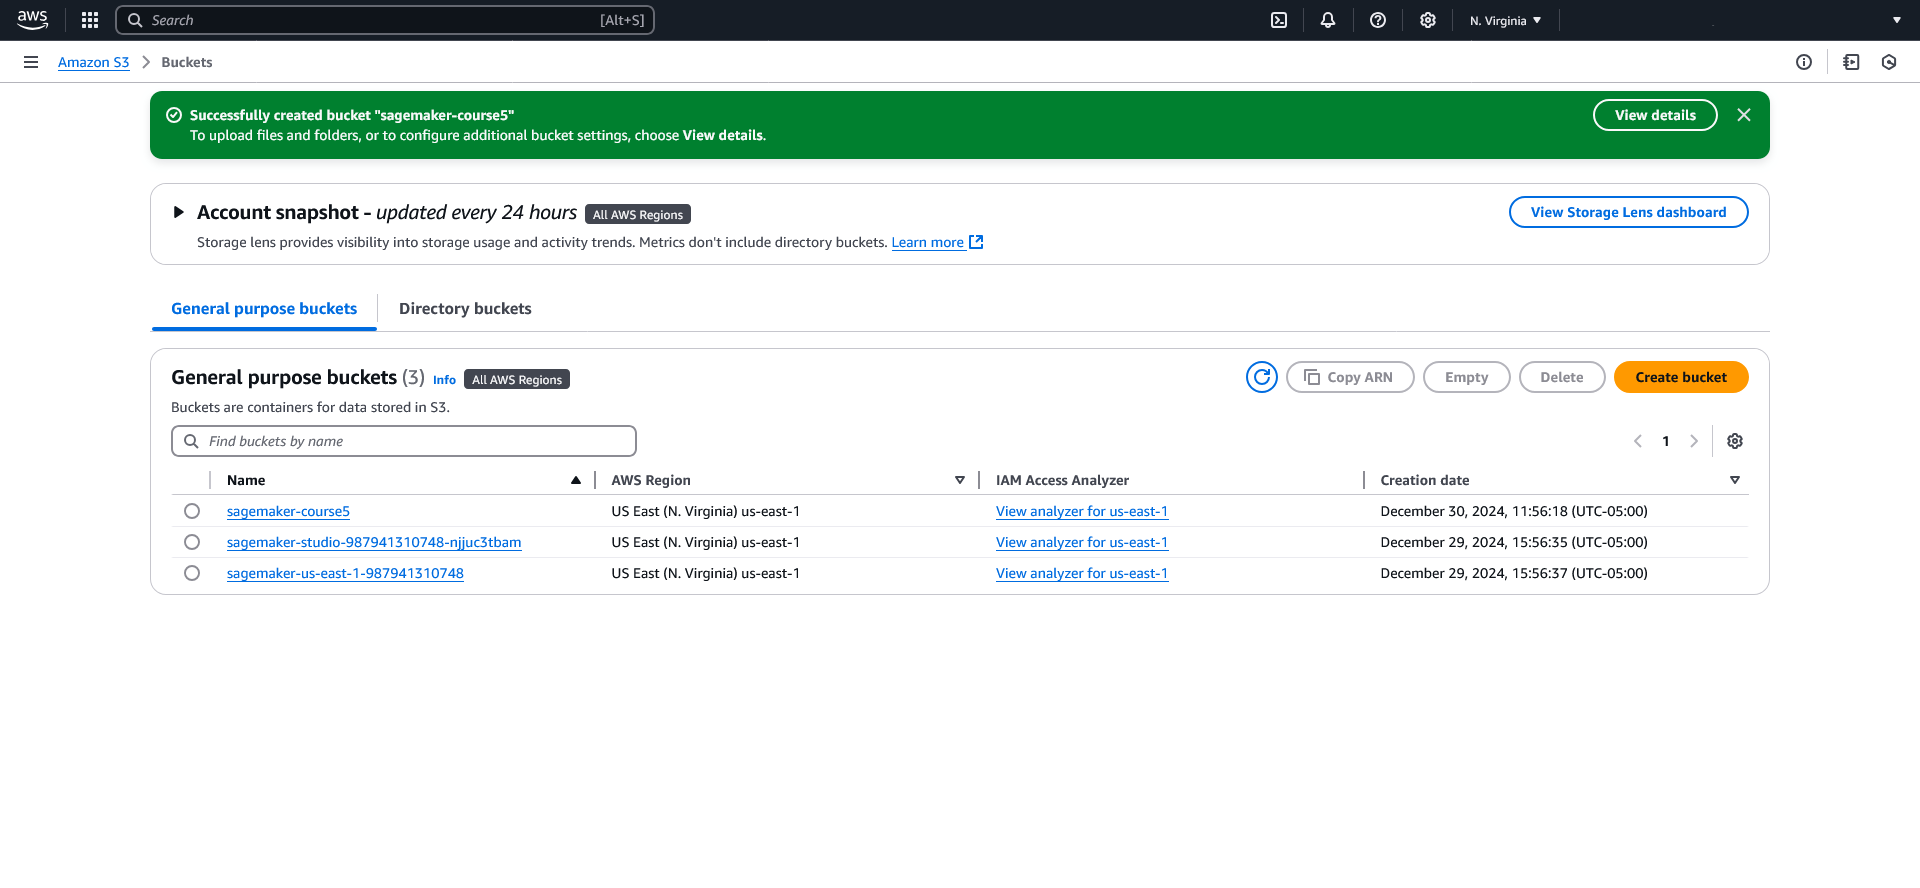 aws Search [Alt+S] N. Virginia
Amazon S3 Buckets
Successfully created bucket "sagemaker-course5"
To upload files and folders, or to configure additional bucket settings, choose View details.
View details
Account snapshot - updated every 24 hours All AWS Regions
Storage lens provides visibility into storage usage and activity trends. Metrics don't include directory buckets. Learn more
View Storage Lens dashboard
General purpose buckets Directory buckets
General purpose buckets (3) Info All AWS Regions
Copy ARN Empty Delete Create bucket
Buckets are containers for data stored in S3.
Find buckets by name
1
Name AWS Region IAM Access Analyzer Creation date
sagemaker-course5 US East (N. Virginia) us-east-1 View analyzer for us-east-1 December 30, 2024, 11:56:18 (UTC-05:00)
sagemaker-studio-987941310748-njjuc3tbam US East (N. Virginia) us-east-1 View analyzer for us-east-1 December 29, 2024, 15:56:35 (UTC-05:00)
sagemaker-us-east-1-987941310748 US East (N. Virginia) us-east-1 View analyzer for us-east-1 December 29, 2024, 15:56:37 (UTC-05:00)